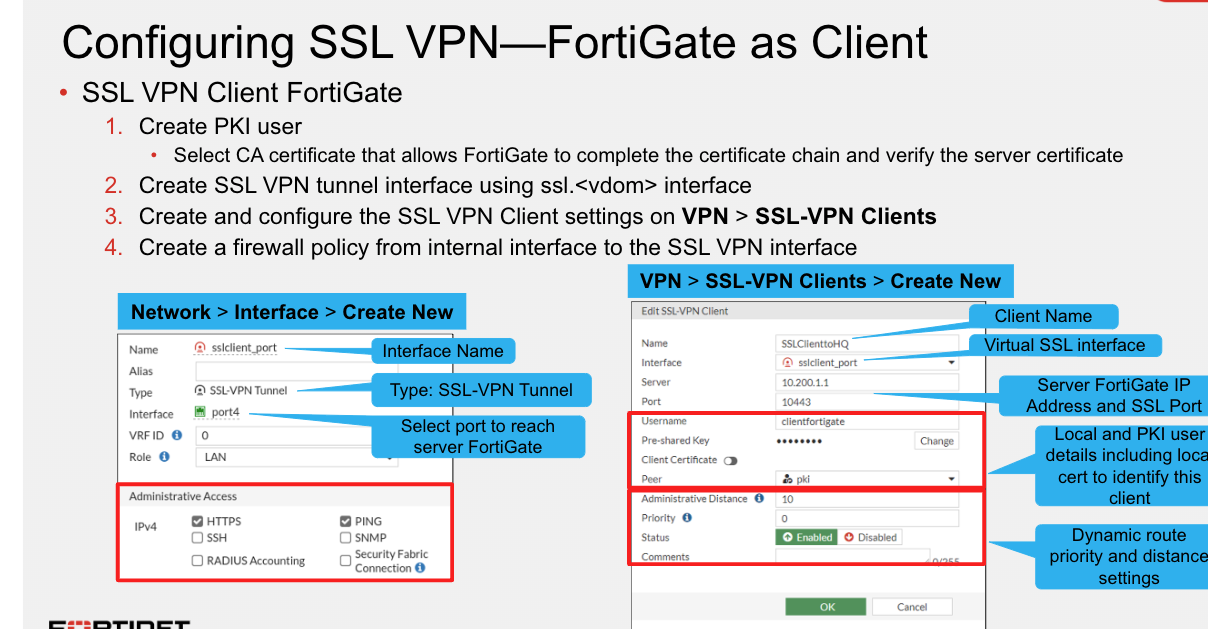 Configuring SSL VPN—FortiGate as Client
• SSL VPN Client FortiGate
1. Create PKI user
• Select CA certificate that allows FortiGate to complete the certificate chain and verify the server certificate
2. Create SSL VPN tunnel interface using ssl.<vdom> interface
3. Create and configure the SSL VPN Client settings on VPN > SSL-VPN Clients
4. Create a firewall policy from internal interface to the SSL VPN interface
Network > Interface > Create New
Name sslclient_port
Interface Name
Alias
Type SSL-VPN Tunnel
Type: SSL-VPN Tunnel
Interface port4
Select port to reach
server FortiGate
VRF ID 0
Role LAN
Administrative Access
IPv4
HTTPS PING
SSH SNMP
RADIUS Accounting
Security Fabric
Connection
VPN > SSL-VPN Clients > Create New
Edit SSL-VPN Client
Client Name
Name SSLClienttoHQ
Virtual SSL interface
Interface sslclient_port
Server 10.200.1.1
Server FortiGate IP
Address and SSL Port
Port 10443
Username clientfortigate
Pre-shared Key •••••••• Change
Client Certificate
Peer pki
Local and PKI user
details including loca
cert to identify this
client
Administrative Distance 10
Priority 0
Status Enabled Disabled
Comments 0/255
Dynamic route
priority and distance
settings
OK Cancel
FORTINET